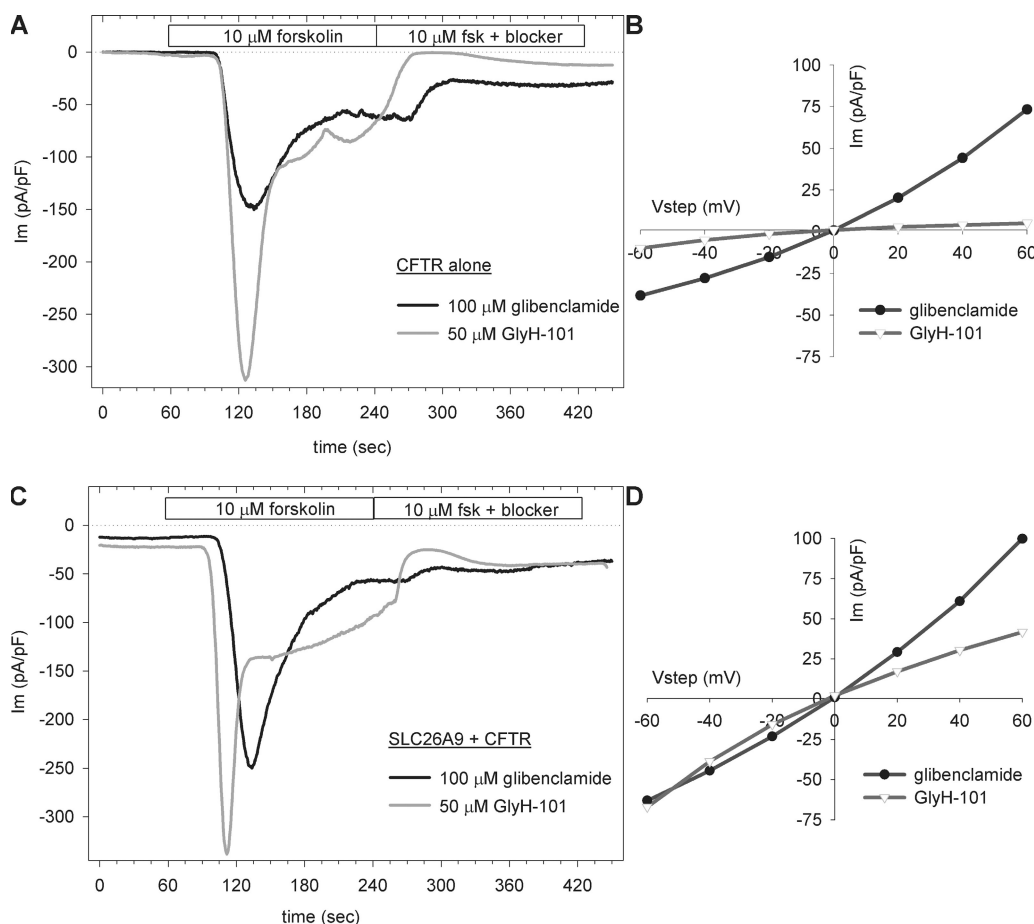 A
10 μM forskolin
10 μM fsk + blocker
0
-50
-100
-150
-200
-250
-300
Im (pA/pF)
CFTR alone
100 μM glibenclamide
50 μM GlyH-101
0 60 120 180 240 300 360 420
time (sec)
B
100
75
50
25
0
-25
-50
-75
Im (pA/pF)
Vstep (mV)
-60 -40 -20 20 40 60
glibenclamide
GlyH-101
C
10 μM forskolin
10 μM fsk + blocker
0
-50
-100
-150
-200
-250
-300
Im (pA/pF)
SLC26A9 + CFTR
100 μM glibenclamide
50 μM GlyH-101
0 60 120 180 240 300 360 420
time (sec)
D
100
75
50
25
0
-25
-50
-75
Im (pA/pF)
Vstep (mV)
-60 -40 -20 0 20 40 60
glibenclamide
GlyH-101